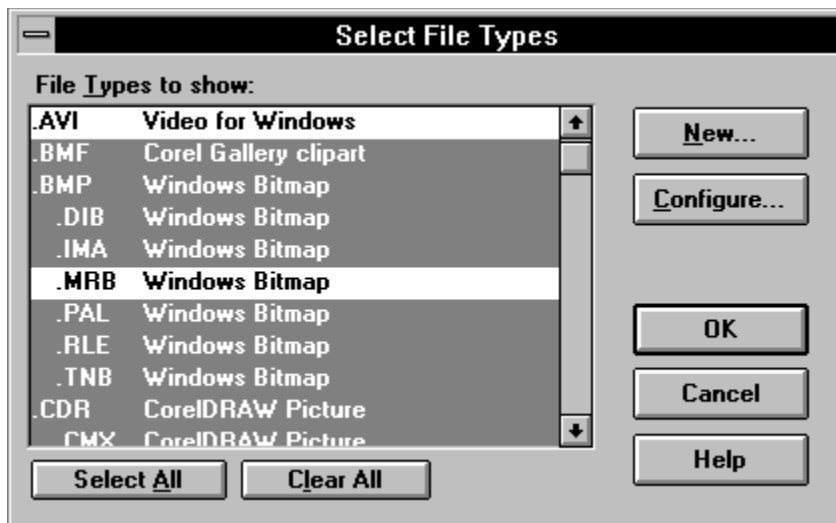 Select File Types
File Types to show:
.AVI Video for Windows
.BMF Corel Gallery clipart
.BMP Windows Bitmap
.DIB Windows Bitmap
.IMA Windows Bitmap
.MRB Windows Bitmap
.PAL Windows Bitmap
.RLE Windows Bitmap
.TNB Windows Bitmap
.CDR CorelDRAW Picture
.CMX CorelDRAW Picture
Select All
Clear All
New...
Configure...
OK
Cancel
Help